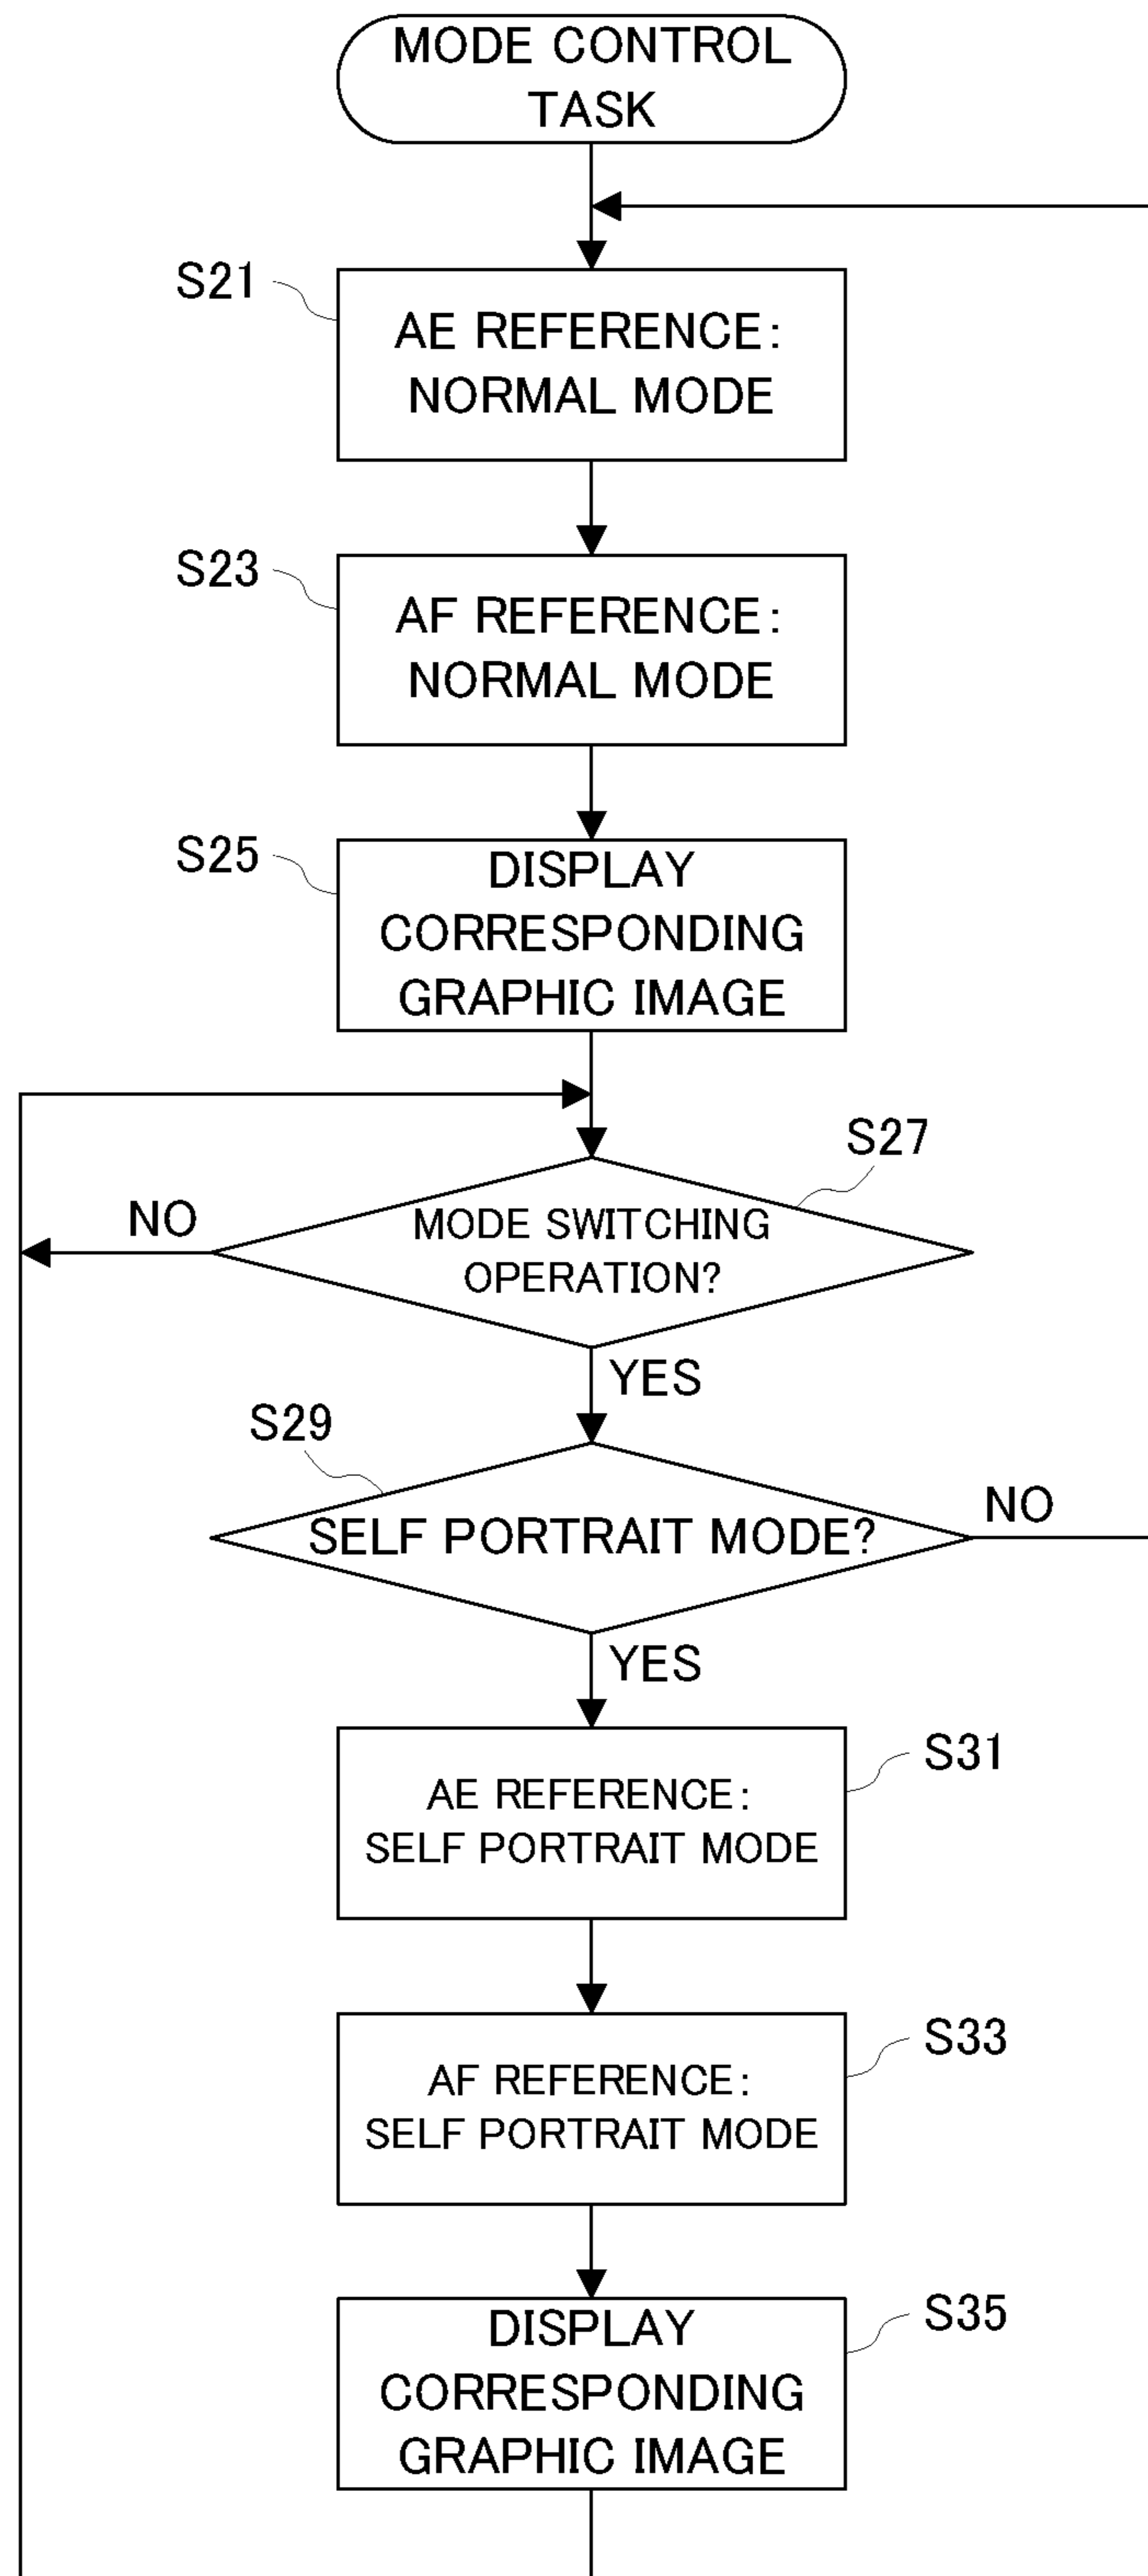 MODE CONTROL
TASK
S21
AE REFERENCE:
NORMAL MODE
S23
AF REFERENCE:
NORMAL MODE
S25
DISPLAY
CORRESPONDING
GRAPHIC IMAGE
S27
NO
MODE SWITCHING
OPERATION?
YES
S29
SELF PORTRAIT MODE?
NO
YES
S31
AE REFERENCE:
SELF PORTRAIT MODE
S33
AF REFERENCE:
SELF PORTRAIT MODE
S35
DISPLAY
CORRESPONDING
GRAPHIC IMAGE